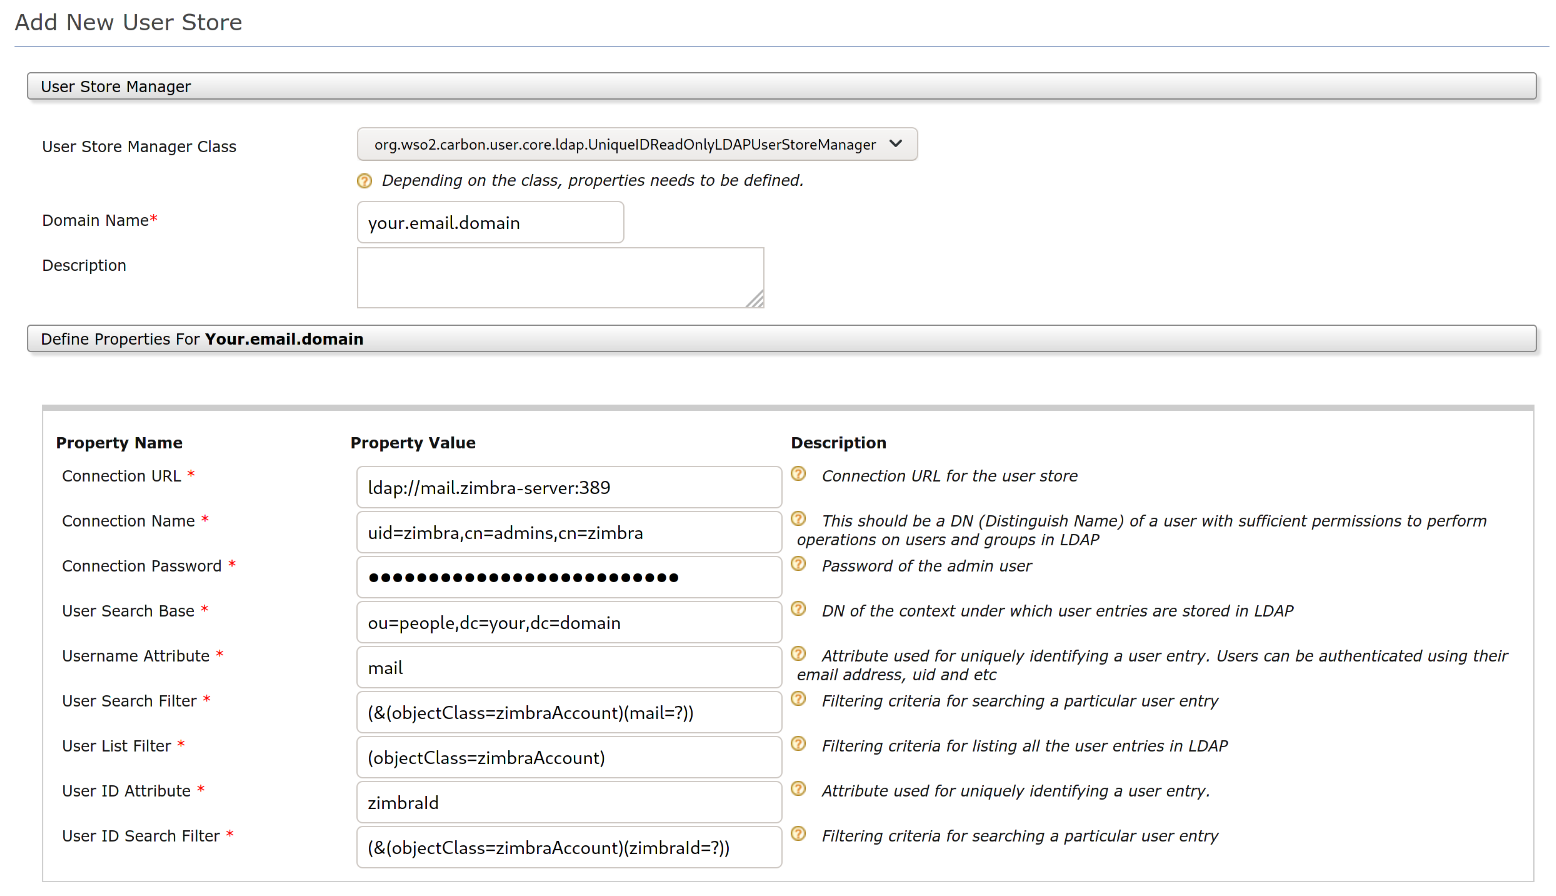 Add New User Store
User Store Manager
User Store Manager Class
org.wso2.carbon.user.core.ldap.UniqueIDReadOnlyLDAPUserStoreManager
Depending on the class, properties needs to be defined.
Domain Name*
your.email.domain
Description
Define Properties For Your.email.domain
Property Name Property Value Description
Connection URL * ldap://mail.zimbra-server:389 Connection URL for the user store
Connection Name * uid=zimbra,cn=admins,cn=zimbra This should be a DN (Distinguish Name) of a user with sufficient permissions to perform
operations on users and groups in LDAP
Connection Password * ●●●●●●●●●●●●●●●●●●●●●●●●●● Password of the admin user
User Search Base * ou=people,dc=your,dc=domain DN of the context under which user entries are stored in LDAP
Username Attribute * mail Attribute used for uniquely identifying a user entry. Users can be authenticated using their
email address, uid and etc
User Search Filter * (&(objectClass=zimbraAccount)(mail=?)) Filtering criteria for searching a particular user entry
User List Filter * (objectClass=zimbraAccount) Filtering criteria for listing all the user entries in LDAP
User ID Attribute * zimbraId Attribute used for uniquely identifying a user entry.
User ID Search Filter * (&(objectClass=zimbraAccount)(zimbraId=?)) Filtering criteria for searching a particular user entry